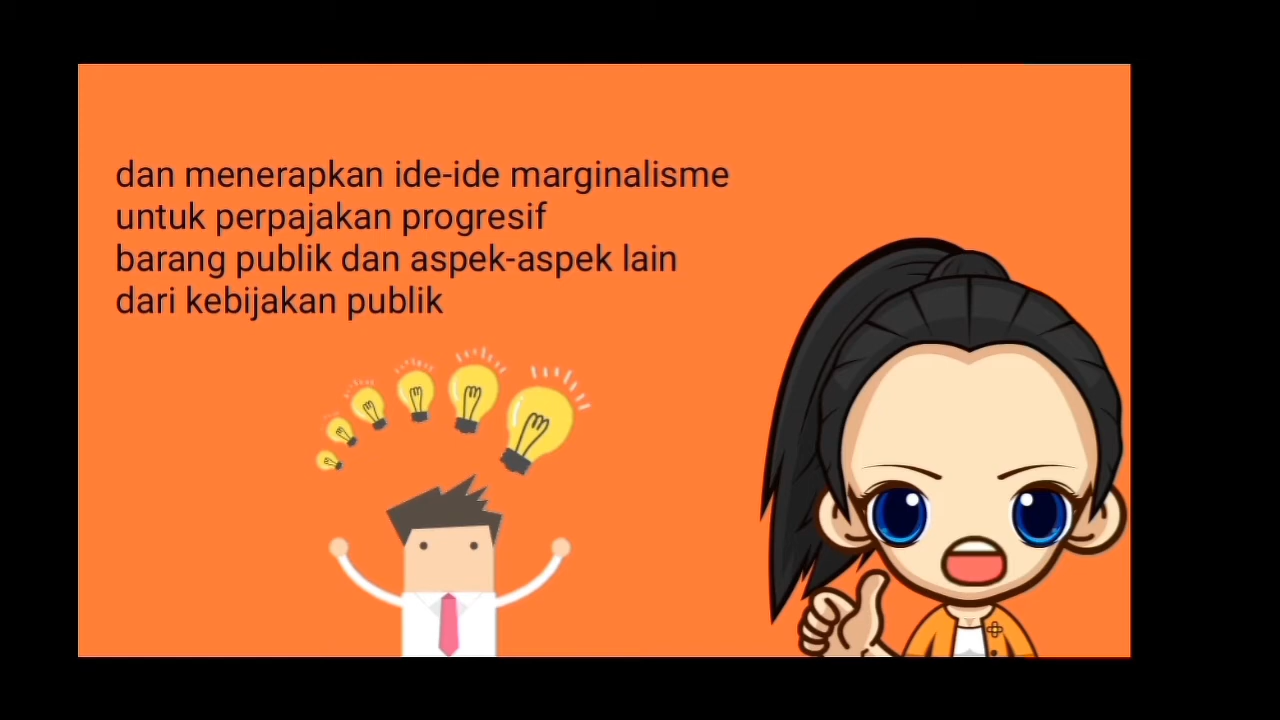 dan menerapkan ide-ide marginalisme
untuk perpajakan progresif
barang publik dan aspek-aspek lain
dari kebijakan publik